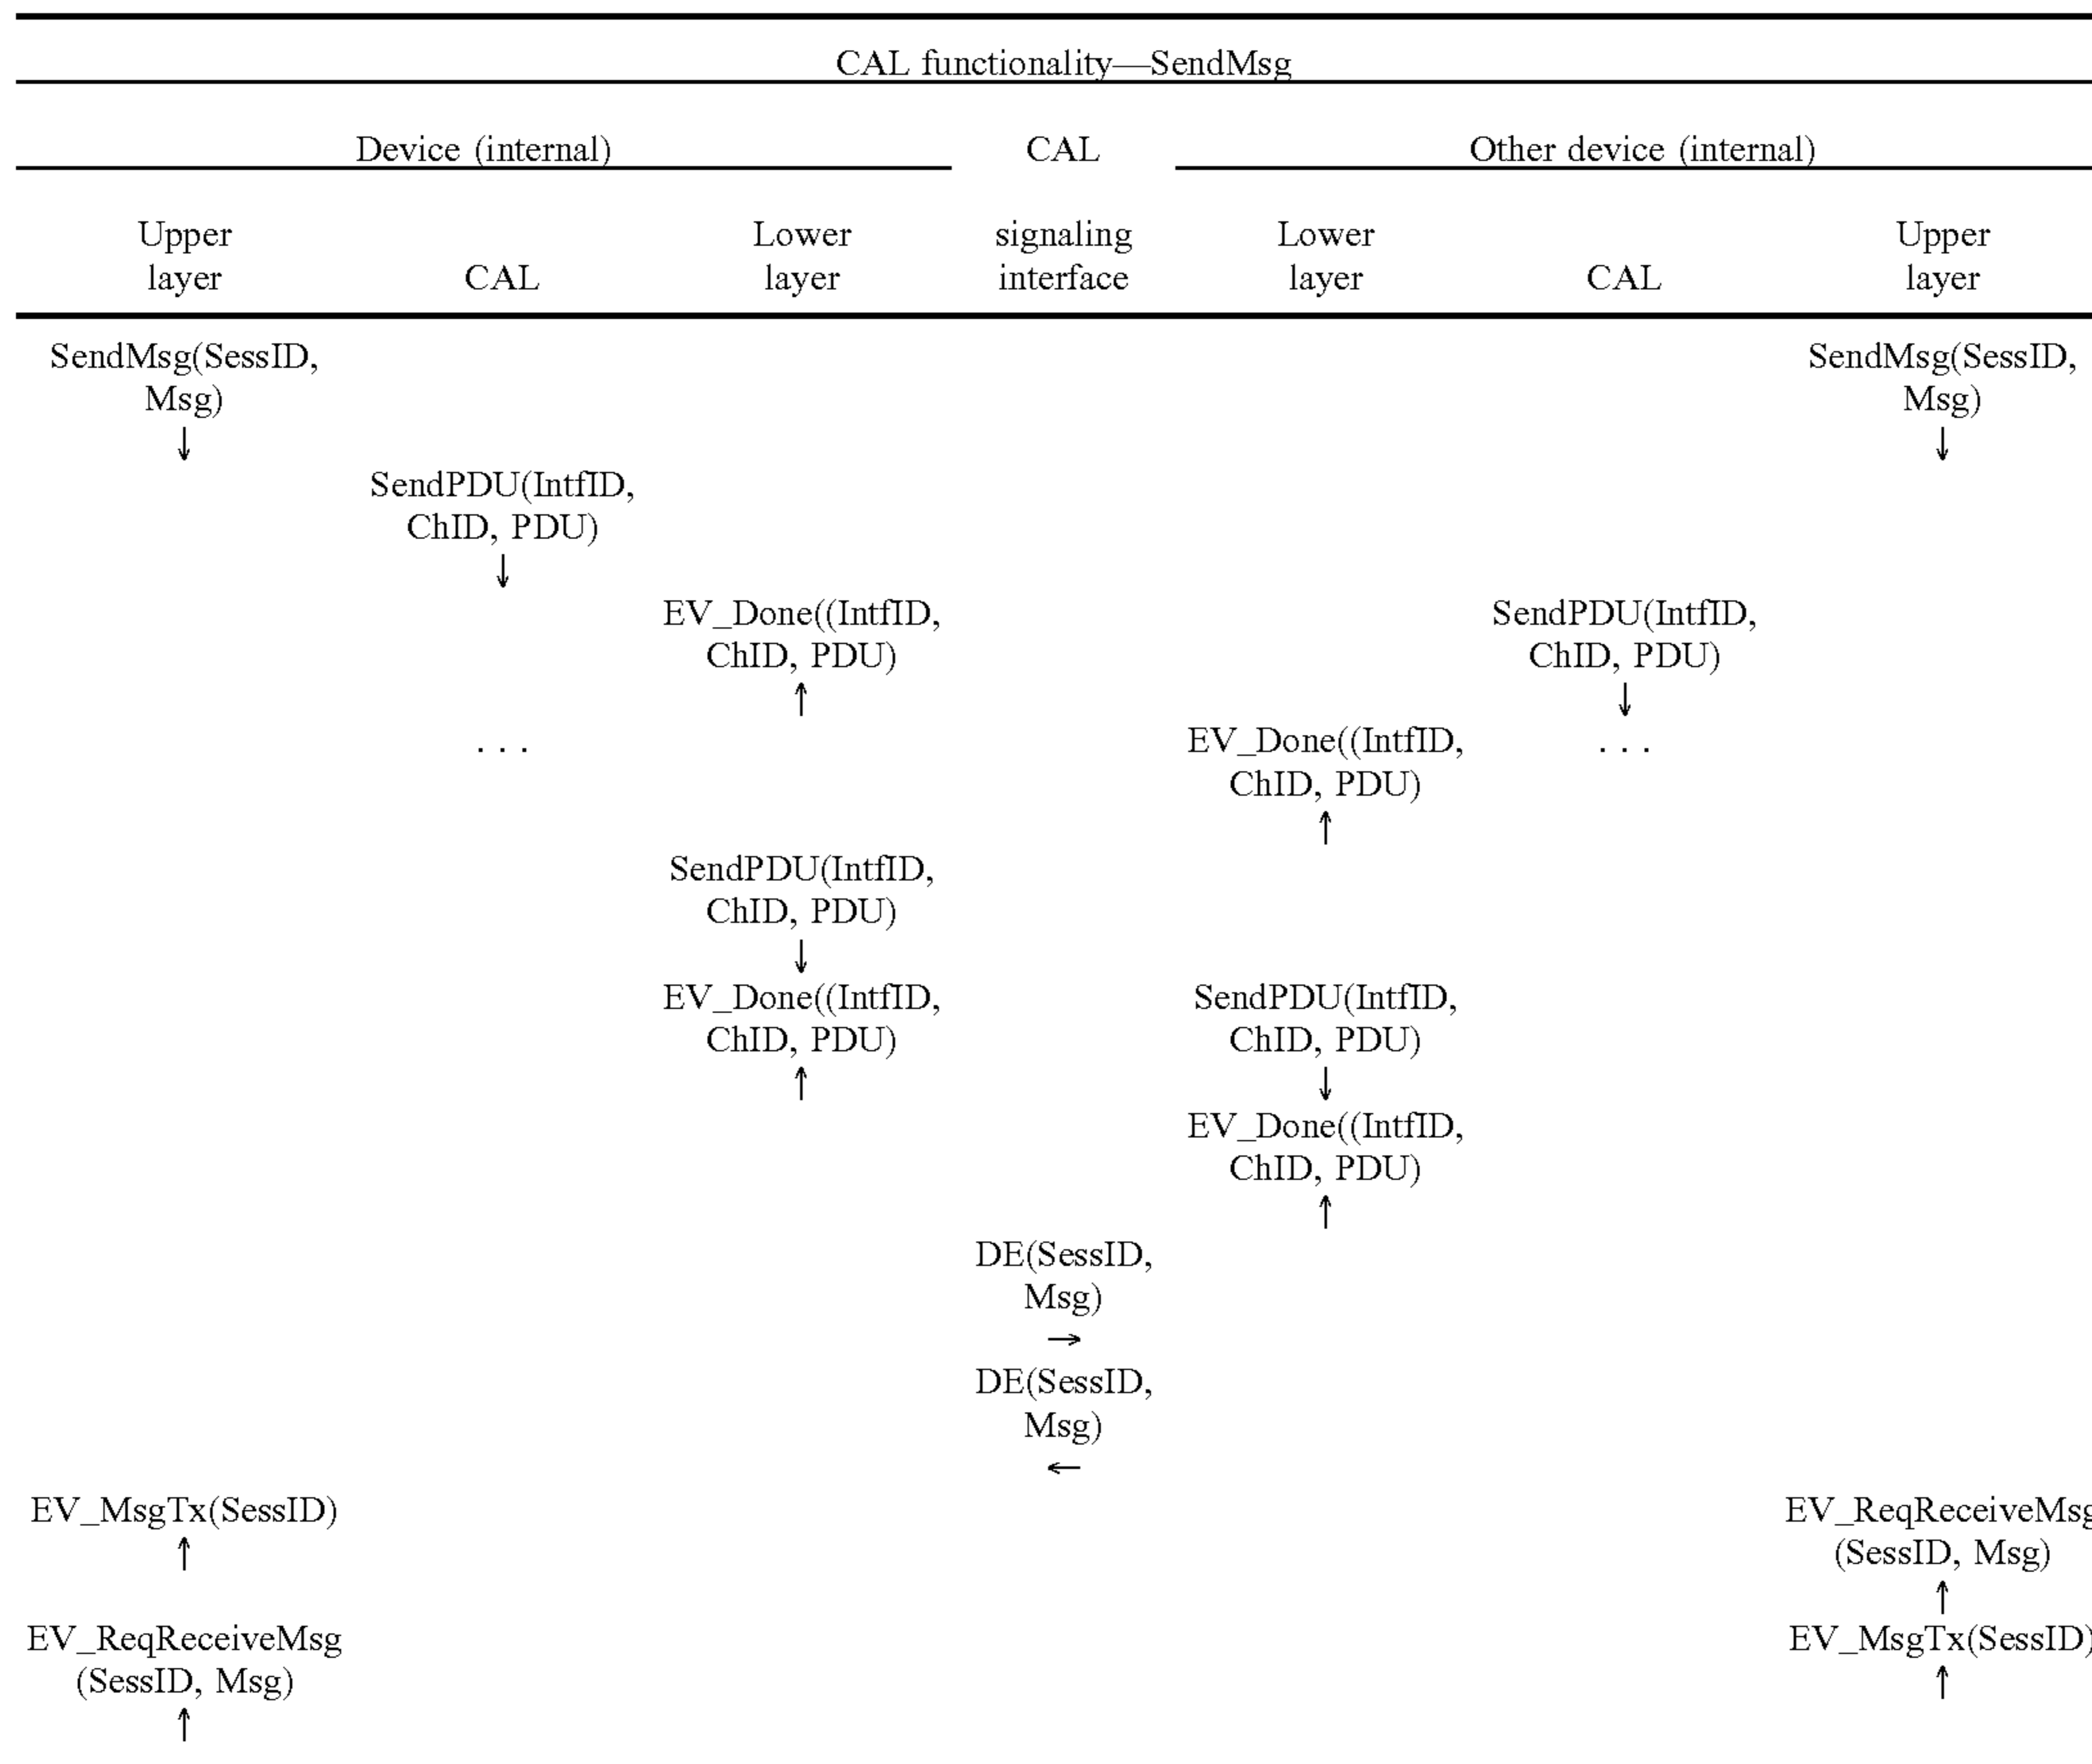 CAL functionality—SendMsg
Device (internal) CAL Other device (internal)
Upper Lower signaling Lower Upper
layer CAL layer interface layer CAL layer
SendMsg(SessID, SendMsg(SessID,
Msg) Msg)
↓ ↓
SendPDU(IntfID,
ChID, PDU)
↓
EV_Done((IntfID, SendPDU(IntfID,
ChID, PDU) ChID, PDU)
↑ ↓
. . . EV_Done((IntfID, . . .
ChID, PDU)
↑
SendPDU(IntfID,
ChID, PDU)
↓
EV_Done((IntfID, SendPDU(IntfID,
ChID, PDU) ChID, PDU)
↑ ↓
EV_Done((IntfID,
ChID, PDU)
↑
DE(SessID,
Msg)
→
DE(SessID,
Msg)
←
EV_MsgTx(SessID) EV_ReqReceiveMsg
↑ (SessID, Msg)
↑
EV_ReqReceiveMsg EV_MsgTx(SessID)
(SessID, Msg) ↑
↑